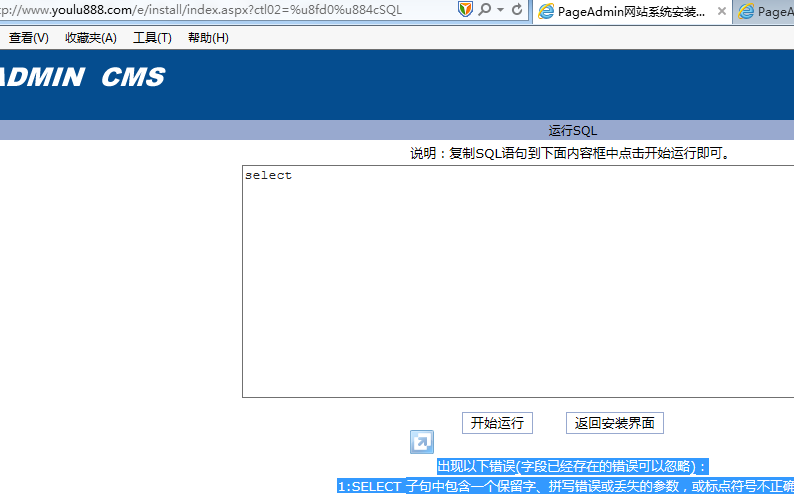 tp://www.youlu888.com/e/install/index.aspx?ctl02=%u8fd0%u884cSQL
PageAdmin网站系统安装...
PageA
查看(V) 收藏夹(A) 工具(T) 帮助(H)
ADMIN CMS
运行SQL
说明：复制SQL语句到下面内容框中点击开始运行即可。
select
开始运行 返回安装界面
出现以下错误(字段已经存在的错误可以忽略)：
1:SELECT 子句中包含一个保留字、拼写错误或丢失的参数，或标点符号不正确